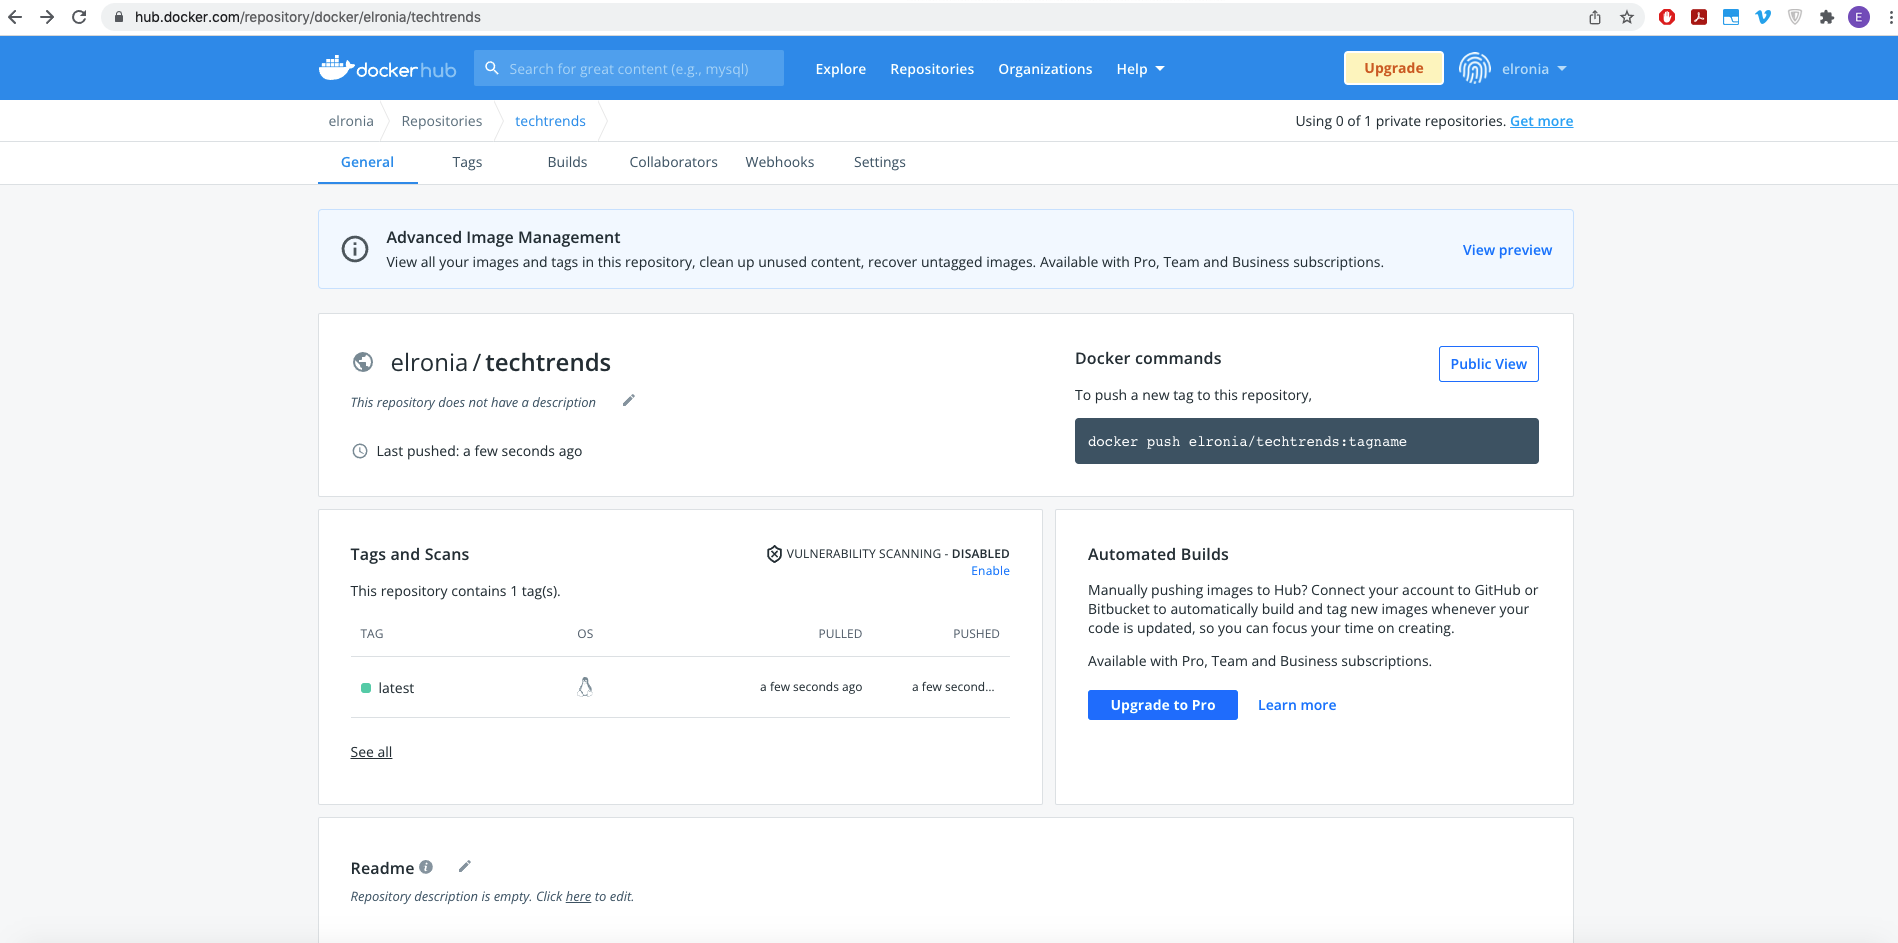 hub.docker.com/repository/docker/elronia/techtrends
E
docker hub
Search for great content (e.g., mysql)
Explore
Repositories
Organizations
Help
Upgrade
elronia
elronia
Repositories
techtrends
Using 0 of 1 private repositories. Get more
General
Tags
Builds
Collaborators
Webhooks
Settings
Advanced Image Management
View all your images and tags in this repository, clean up unused content, recover untagged images. Available with Pro, Team and Business subscriptions.
View preview
elronia / techtrends
This repository does not have a description
Last pushed: a few seconds ago
Docker commands
Public View
To push a new tag to this repository,
docker push elronia/techtrends:tagname
Tags and Scans
VULNERABILITY SCANNING - DISABLED
Enable
This repository contains 1 tag(s).
TAG
OS
PULLED
PUSHED
latest
a few seconds ago
a few second...
See all
Automated Builds
Manually pushing images to Hub? Connect your account to GitHub or
Bitbucket to automatically build and tag new images whenever your
code is updated, so you can focus your time on creating.
Available with Pro, Team and Business subscriptions.
Upgrade to Pro
Learn more
Readme
Repository description is empty. Click here to edit.